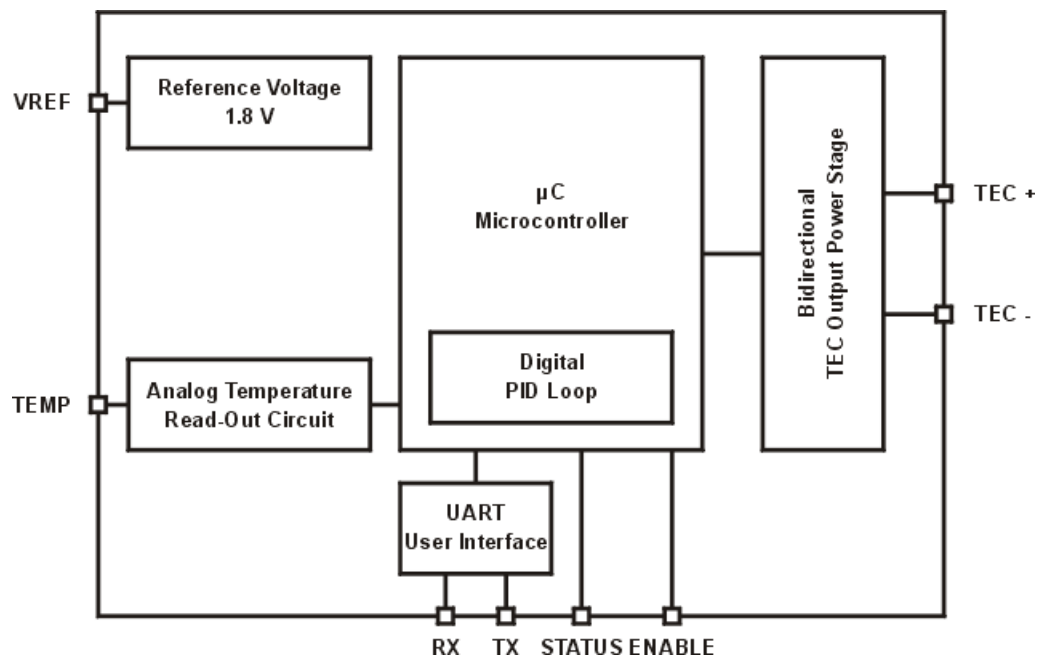 VREF
Reference Voltage
1.8 V
µC
Microcontroller
Bidirectional
TEC Output Power Stage
TEC +
TEC -
Digital
PID Loop
TEMP
Analog Temperature
Read-Out Circuit
UART
User Interface
RX TX STATUS ENABLE